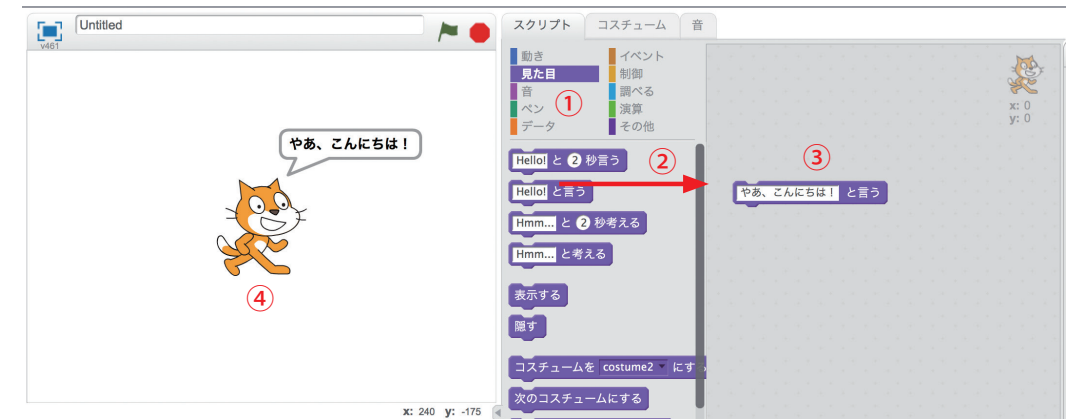 Untitled
v461
やあ、こんにちは！
④
x: 240 y: -175
スクリプト コスチューム 音
動き イベント
見た目 制御
音 ① 調べる
ペン 演算
データ その他
Hello! と 2 秒言う ②
Hello! と言う
Hmm... と 2 秒考える
Hmm... と考える
表示する
隠す
コスチュームを costume2 にす
次のコスチュームにする
x: 0
y: 0
③
やあ、こんにちは！ と言う